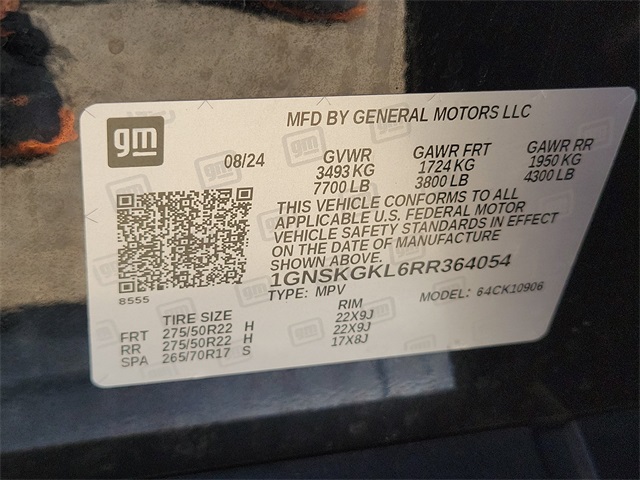 MFD BY GENERAL MOTORS LLC
gm
08/24
GVWR GAWR FRT GAWR RR
3493 KG 1724 KG 1950 KG
7700 LB 3800 LB 4300 LB
THIS VEHICLE CONFORMS TO ALL
APPLICABLE U.S. FEDERAL MOTOR
VEHICLE SAFETY STANDARDS IN EFFECT
ON THE DATE OF MANUFACTURE
SHOWN ABOVE.
1GNSKGKL6RR364054
8555
TYPE: MPV MODEL: 64CK10906
TIRE SIZE RIM
FRT 275/50R22 H 22X9J
RR 275/50R22 H 22X9J
SPA 265/70R17 S 17X8J